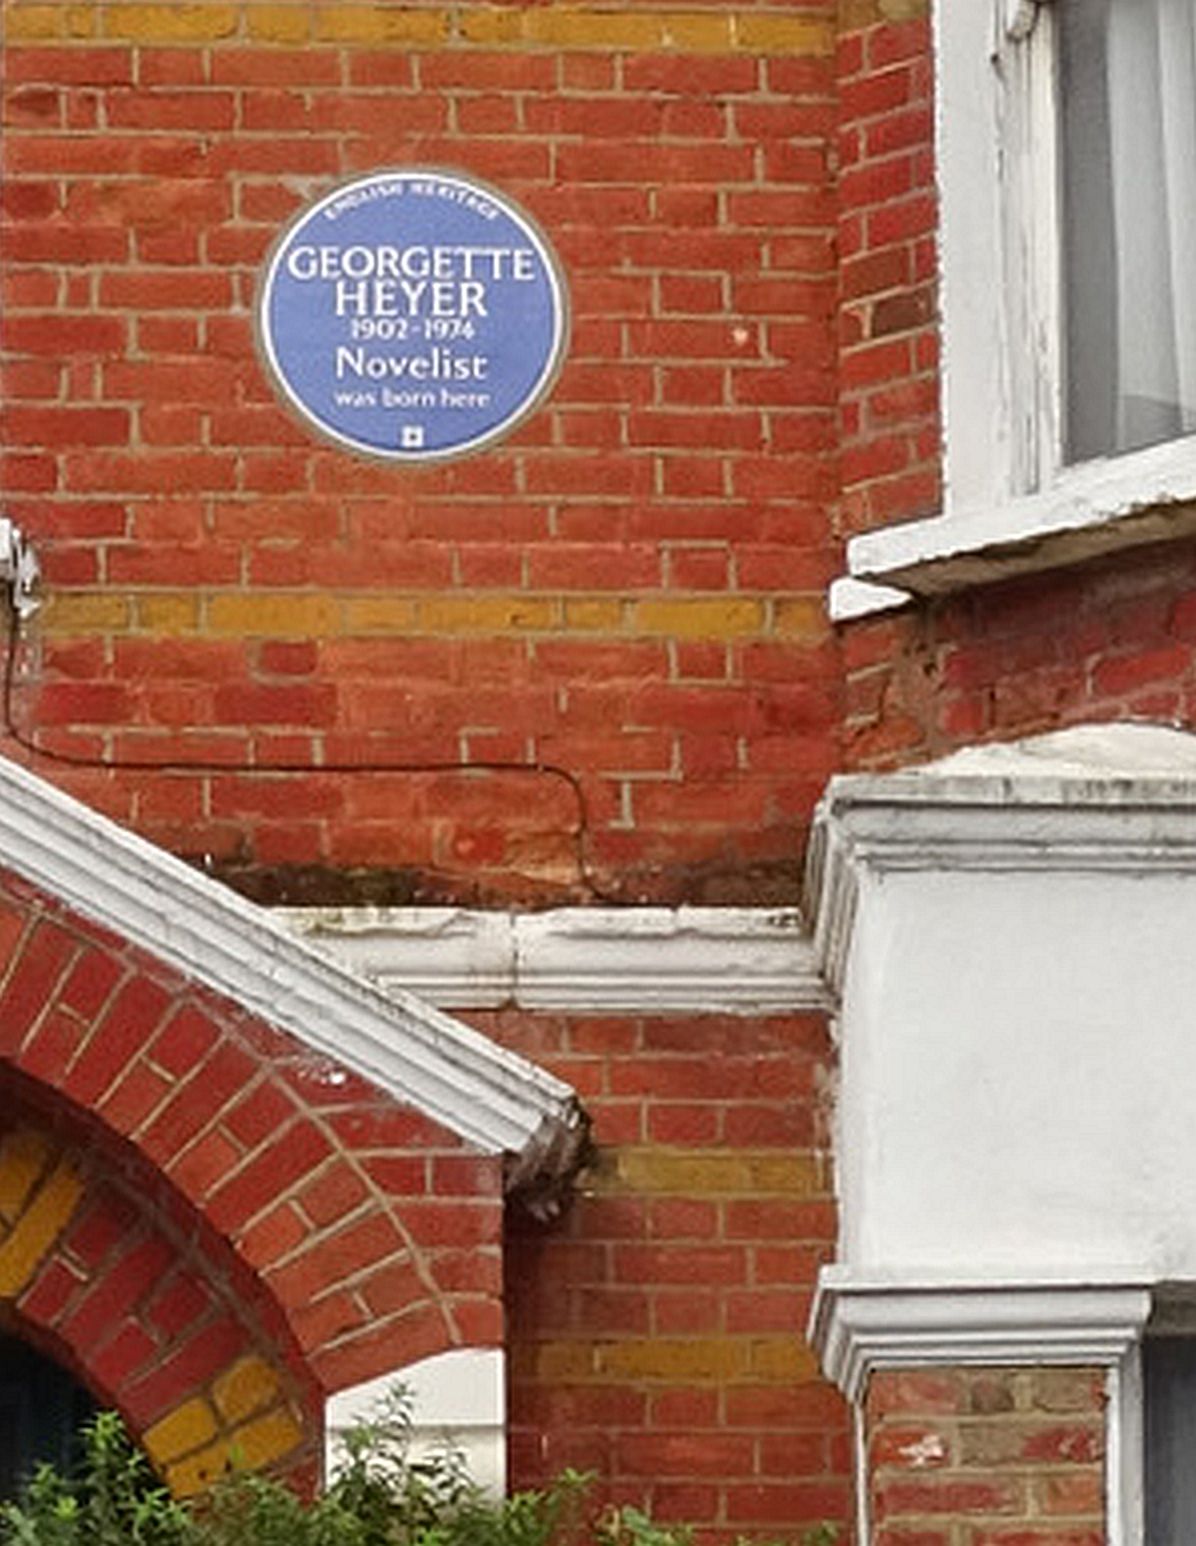 ENGLISH HERITAGE
GEORGETTE
HEYER
1902-1974
Novelist
was born here